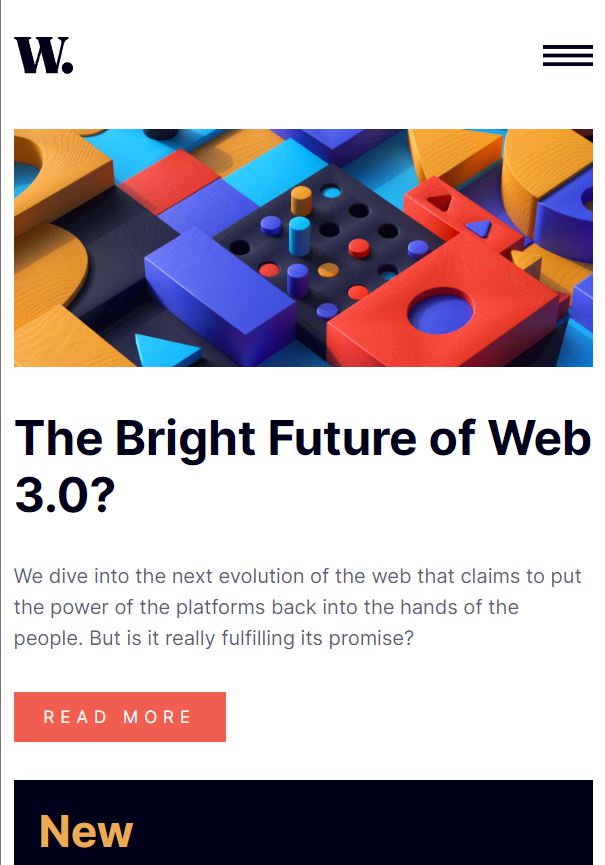 W.
The Bright Future of Web
3.0?
We dive into the next evolution of the web that claims to put
the power of the platforms back into the hands of the
people. But is it really fulfilling its promise?
READ MORE
New